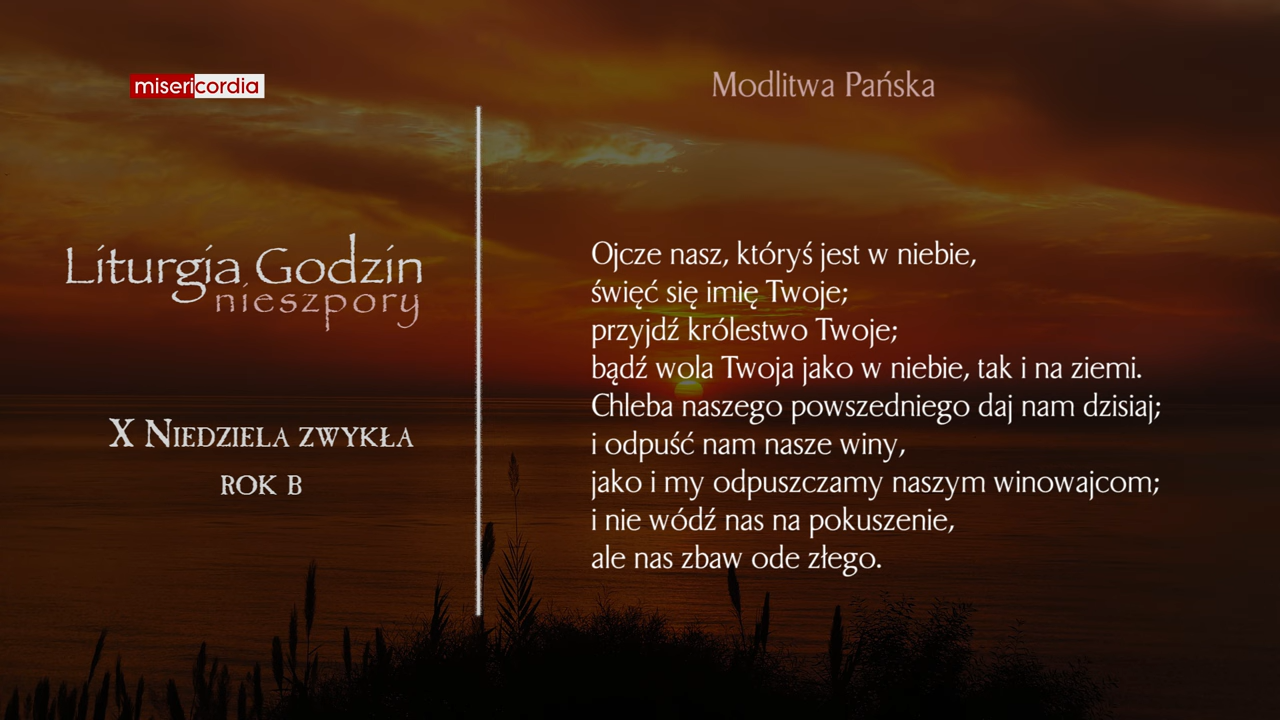 misericordia
Liturgia Godzin
nieszpory
X Niedziela zwykła
rok B
Modlitwa Pańska
Ojcze nasz, któryś jest w niebie,
święć się imię Twoje;
przyjdź królestwo Twoje;
bądź wola Twoja jako w niebie, tak i na ziemi.
Chleba naszego powszedniego daj nam dzisiaj;
i odpuść nam nasze winy,
jako i my odpuszczamy naszym winowajcom;
i nie wódź nas na pokuszenie,
ale nas zbaw ode złego.